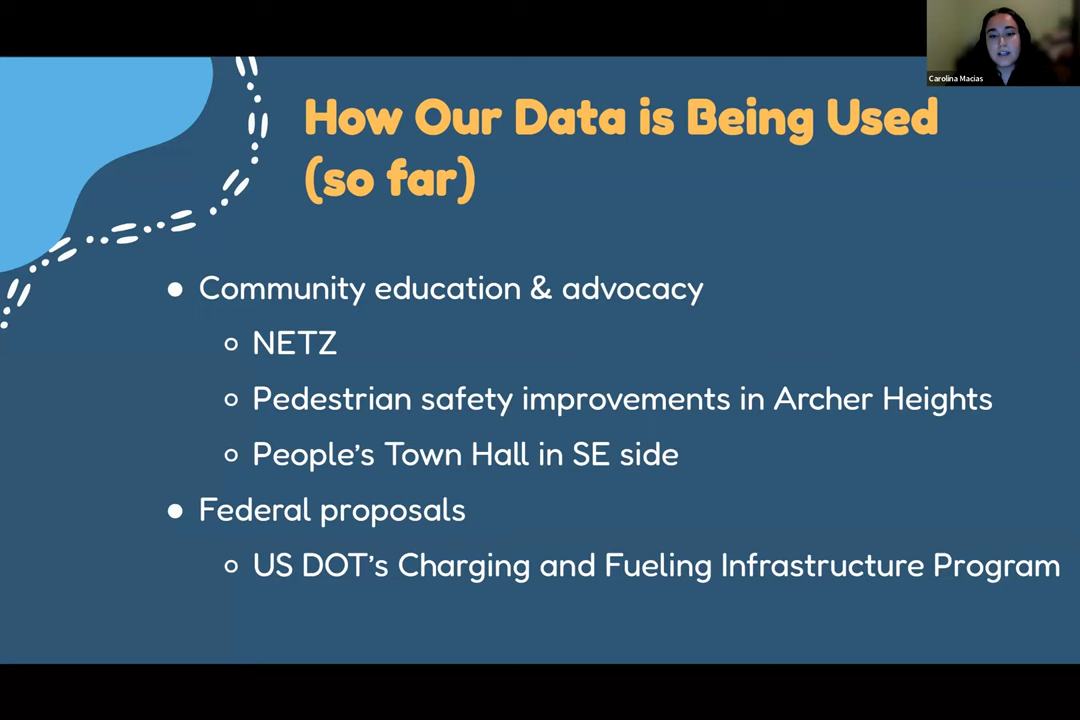 Carolina Macias
How Our Data is Being Used
(so far)
● Community education & advocacy
○ NETZ
○ Pedestrian safety improvements in Archer Heights
○ People’s Town Hall in SE side
● Federal proposals
○ US DOT’s Charging and Fueling Infrastructure Program